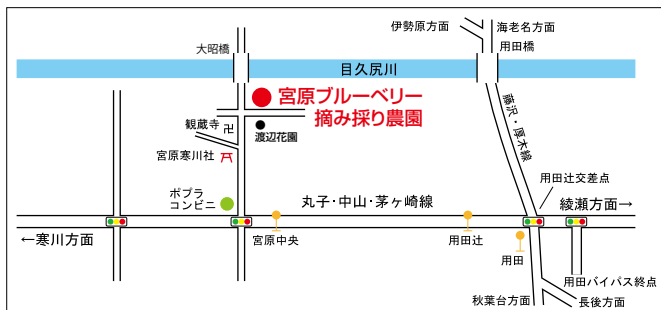 伊勢原方面
海老名方面
用田橋
大昭橋
目久尻川
宮原ブルーベリー
摘み採り農園
藤沢・厚木線
観蔵寺
卍
渡辺花園
宮原寒川社
ポプラ
コンビニ
丸子・中山・茅ヶ崎線
用田辻交差点
綾瀬方面→
←寒川方面
宮原中央
用田辻
用田
用田バイパス終点
秋葉台方面
長後方面